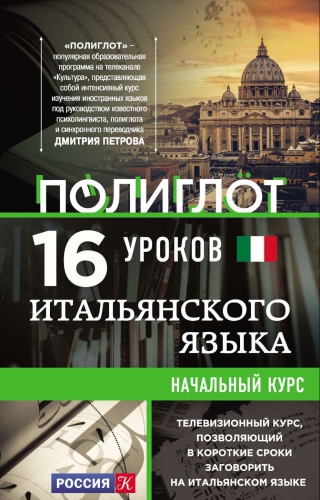 «ПОЛИГЛОТ» –
популярная образовательная
программа на телеканале
«Культура», представляющая
собой интенсивный курс
изучения иностранных языков
под руководством известного
психолингвиста, полиглота
и синхронного переводчика
ДМИТРИЯ ПЕТРОВА.
ПОЛИГЛОТ
16 УРОКОВ
ИТАЛЬЯНСКОГО
ЯЗЫКА
НАЧАЛЬНЫЙ КУРС
ТЕЛЕВИЗИОННЫЙ КУРС,
ПОЗВОЛЯЮЩИЙ
В КОРОТКИЕ СРОКИ
ЗАГОВОРИТЬ
НА ИТАЛЬЯНСКОМ ЯЗЫКЕ
РОССИЯ К